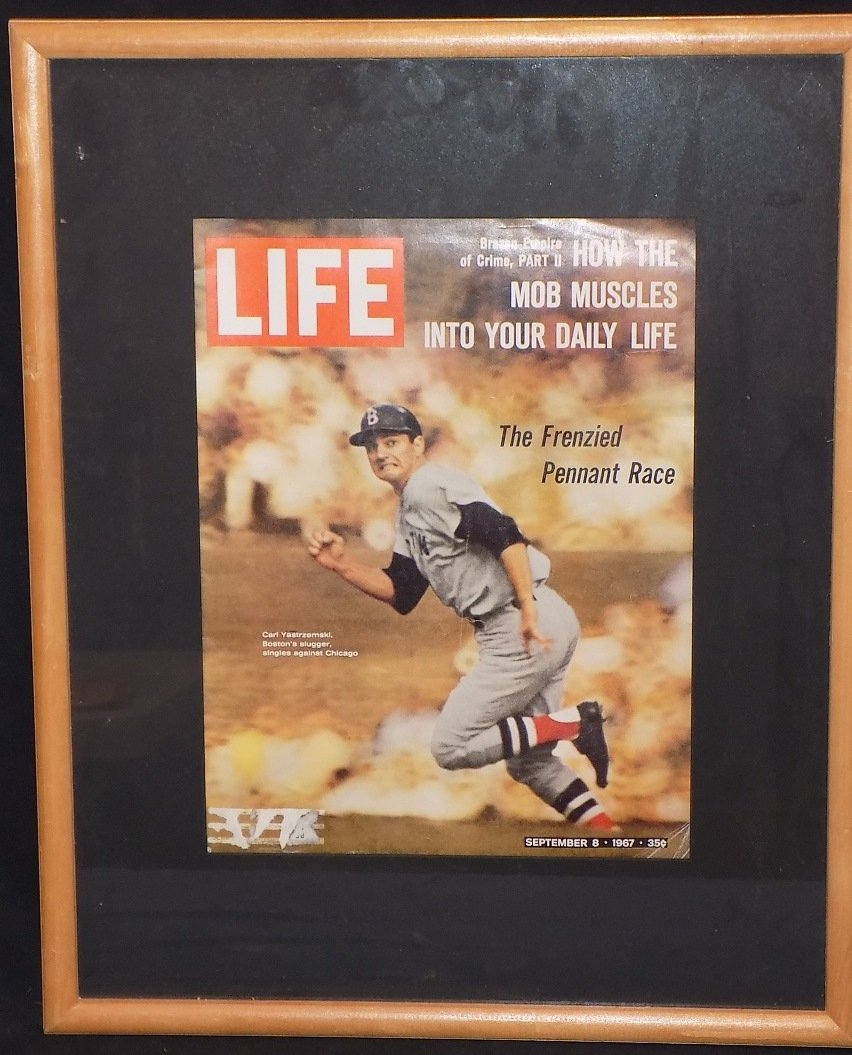 LIFE
Brazen Empire
of Crime, PART II
HOW THE
MOB MUSCLES
INTO YOUR DAILY LIFE
B
The Frenzied
Pennant Race
Carl Yastrzemski,
Boston's slugger,
singles against Chicago
SEPTEMBER 8 · 1967 · 35¢